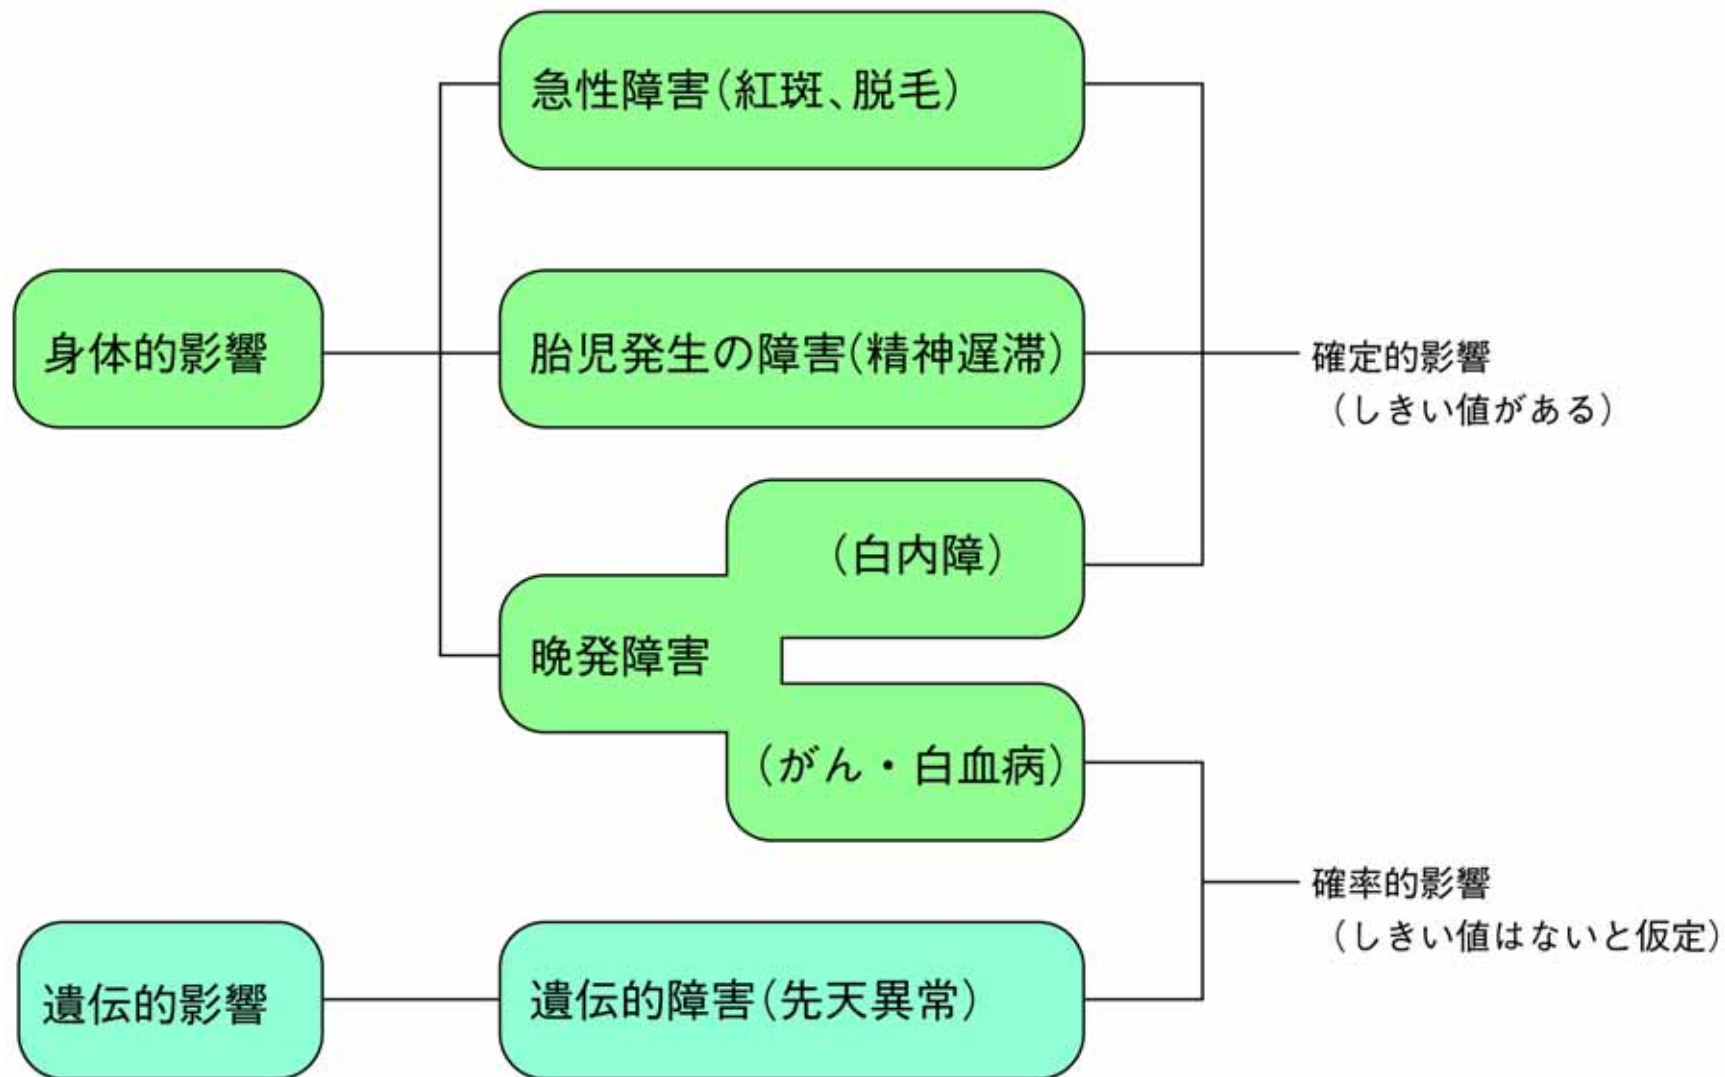 急性障害（紅斑、脱毛）
身体的影響
胎児発生の障害（精神遅滞）
確定的影響
（しきい値がある）
（白内障）
晩発障害
（がん・白血病）
確率的影響
（しきい値はないと仮定）
遺伝的影響
遺伝的障害（先天異常）